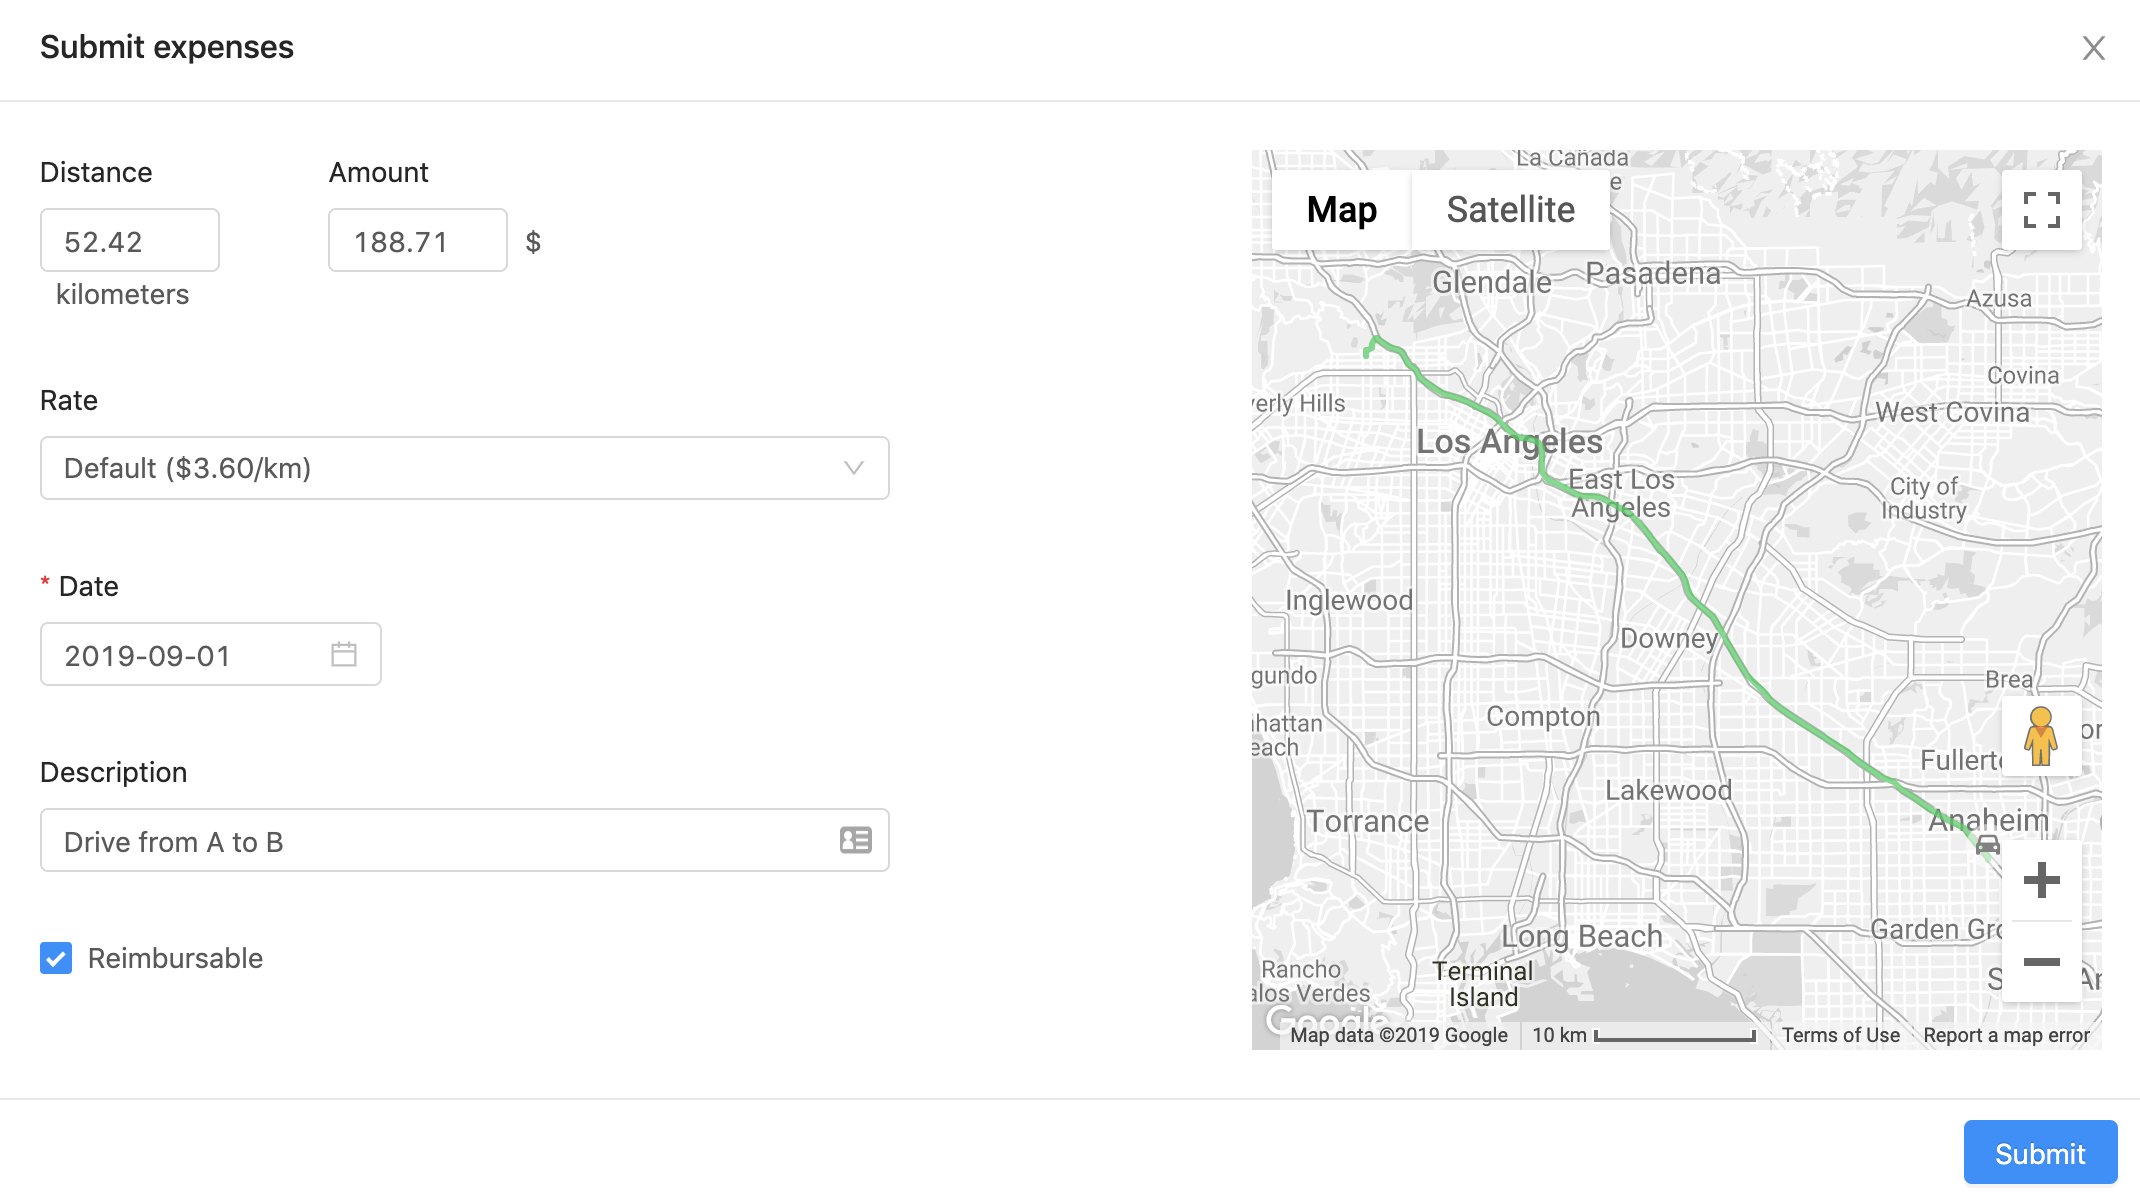 Submit expenses
Distance
Amount
52.42
188.71 $
kilometers
Rate
Default ($3.60/km)
* Date
2019-09-01
Description
Drive from A to B
Reimbursable
La Cañada
Map
Satellite
Glendale
Pasadena
Azusa
Covina
verly Hills
West Covina
Los Angeles
East Los
Angeles
City of
Industry
Inglewood
Downey
gundo
Brea
Compton
hattan
each
Fullert
Lakewood
Anaheim
Torrance
Garden Gr
Long Beach
Rancho
alos Verdes
Terminal
Island
Google
Map data ©2019 Google
10 km
Terms of Use
Report a map error
Submit